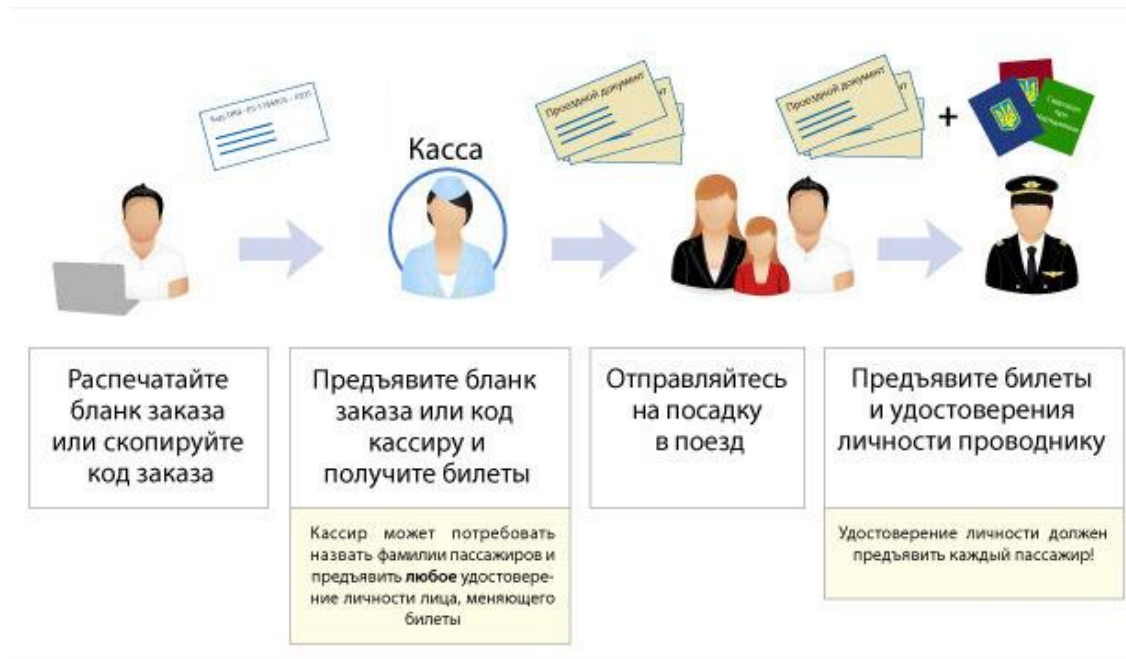 Касса
Проездной документ
Проездной документ
+
Распечатайте
бланк заказа
или скопируйте
код заказа
Предъявите бланк
заказа или код
кассиру и
получите билеты
Отправляйтесь
на посадку
в поезд
Предъявите билеты
и удостоверения
личности проводнику
Кассир может потребовать
назвать фамилии пассажиров и
предъявить любое удостовере-
ние личности лица, меняющего
билеты
Удостоверение личности должен
предъявить каждый пассажир!